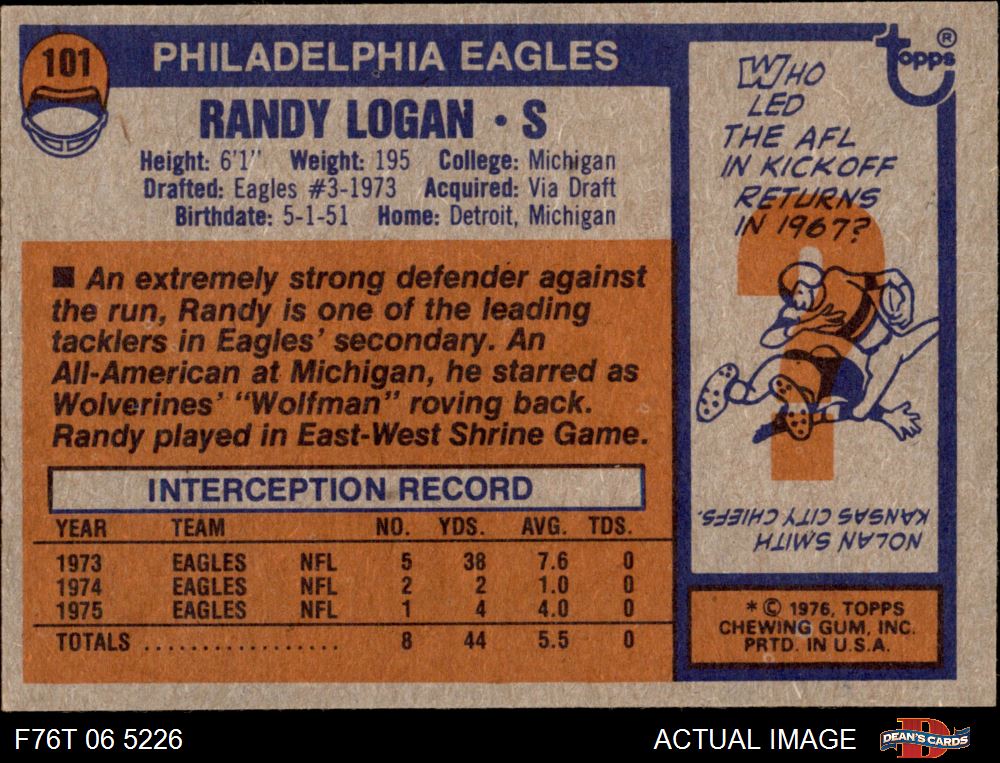 101
PHILADELPHIA EAGLES
RANDY LOGAN • S
Height: 6'1" Weight: 195 College: Michigan
Drafted: Eagles #3-1973 Acquired: Via Draft
Birthdate: 5-1-51 Home: Detroit, Michigan
■ An extremely strong defender against
the run, Randy is one of the leading
tacklers in Eagles' secondary. An
All-American at Michigan, he starred as
Wolverines' "Wolfman" roving back.
Randy played in East-West Shrine Game.
INTERCEPTION RECORD
YEAR TEAM NO. YDS. AVG. TDS.
1973 EAGLES NFL 5 38 7.6 0
1974 EAGLES NFL 2 2 1.0 0
1975 EAGLES NFL 1 4 4.0 0
TOTALS .................. 8 44 5.5 0
topps ®
WHO
LED
THE AFL
IN KICKOFF
RETURNS
IN 1967?
?
NOLAN SMITH
KANSAS CITY CHIEFS.
* © 1976, TOPPS
CHEWING GUM, INC.
PRTD. IN U.S.A.
F76T 06 5226
ACTUAL IMAGE
D
DEAN'S CARDS